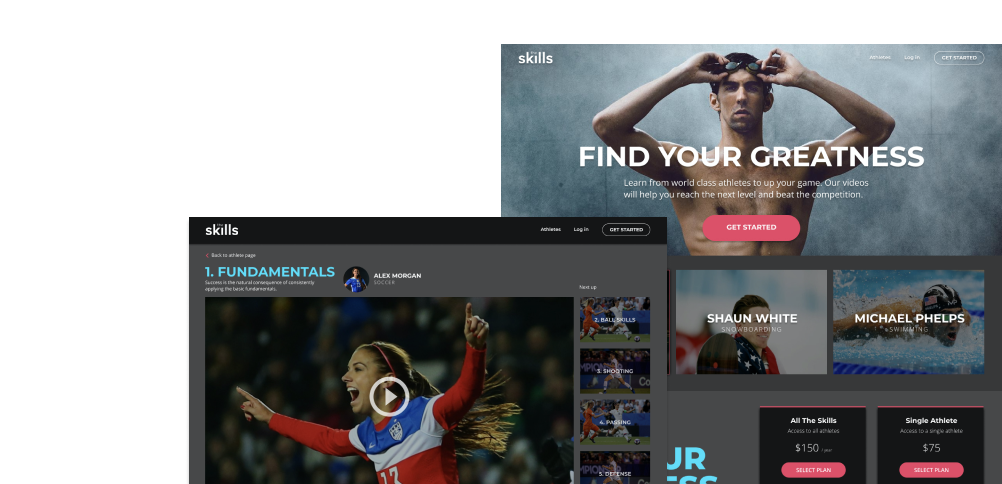 skills
Athletes
Log in
GET STARTED
FIND YOUR GREATNESS
Learn from world class athletes to up your game. Our videos
will help you reach the next level and beat the competition.
GET STARTED
SHAUN WHITE
SNOWBOARDING
MICHAEL PHELPS
SWIMMING
All The Skills
Access to all athletes
$150 / year
SELECT PLAN
Single Athlete
Access to a single athlete
$75
SELECT PLAN
UR
ESS
skills
Athletes
Log in
GET STARTED
Back to athlete page
1. FUNDAMENTALS
Success is the natural consequence of consistently
applying the basic fundamentals.
ALEX MORGAN
SOCCER
Next up
2. BALL SKILLS
3. SHOOTING
4. PASSING
5. DEFENSE
13